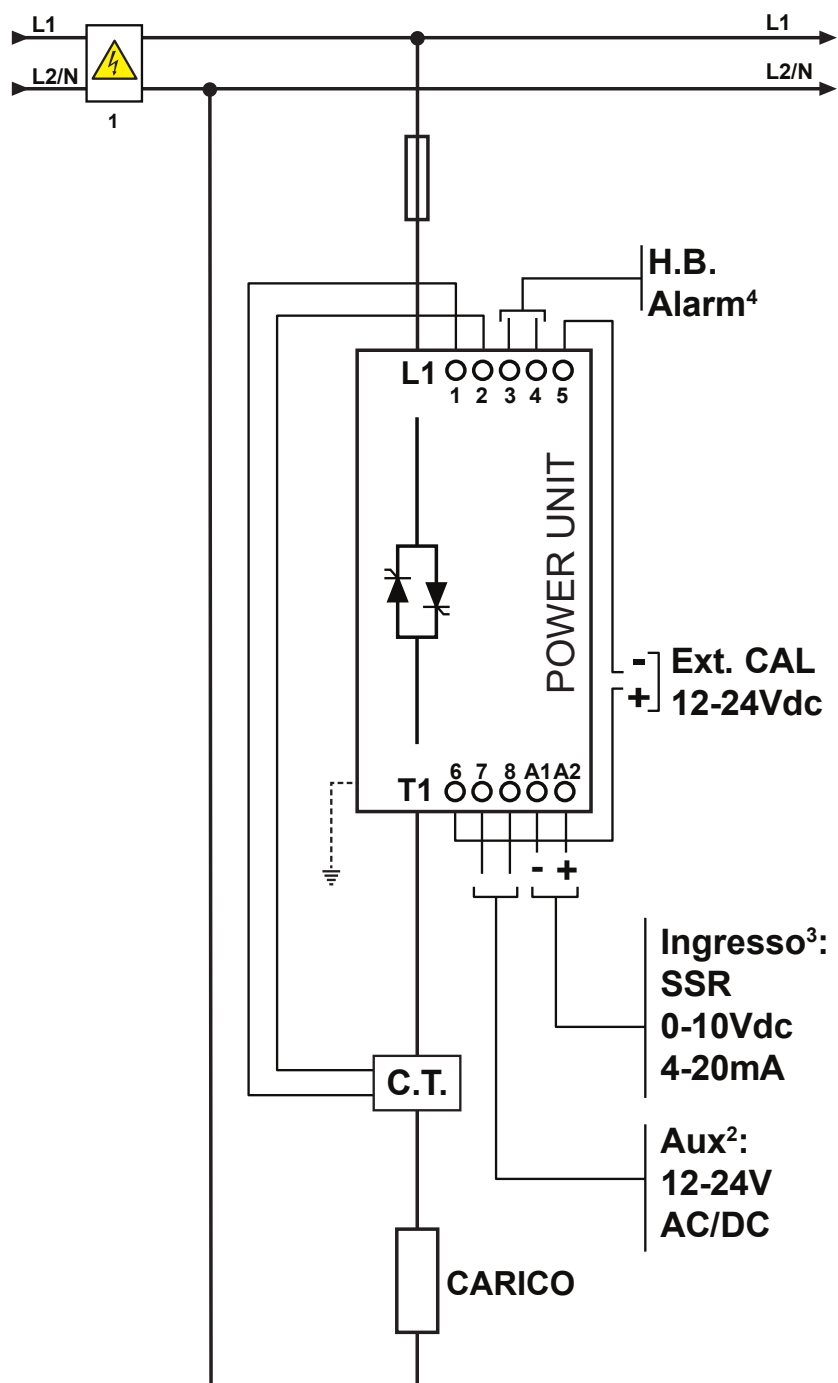 L1
L1
L2/N
L2/N
1
H.B.
Alarm⁴
L1
1 2 3 4 5
POWER UNIT
- Ext. CAL
+ 12-24Vdc
6 7 8 A1 A2
T1
- +
Ingresso³:
SSR
0-10Vdc
4-20mA
C.T.
Aux²:
12-24V
AC/DC
CARICO